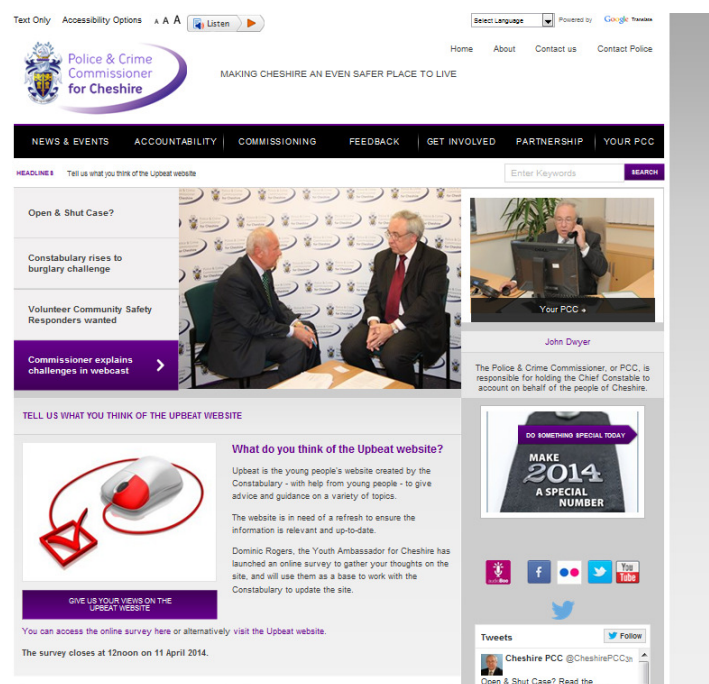 Text Only Accessibility Options A A A Listen
Select Language Powered by Google Translate
Police & Crime
Commissioner
for Cheshire
Home About Contact us Contact Police
MAKING CHESHIRE AN EVEN SAFER PLACE TO LIVE
NEWS & EVENTS ACCOUNTABILITY COMMISSIONING FEEDBACK GET INVOLVED PARTNERSHIP YOUR PCC
HEADLINES Tell us what you think of the Upbeat website
Enter Keywords SEARCH
Open & Shut Case?
Constabulary rises to
burglary challenge
Volunteer Community Safety
Responders wanted
Commissioner explains
challenges in webcast
Your PCC
John Dwyer
The Police & Crime Commissioner, or PCC, is
responsible for holding the Chief Constable to
account on behalf of the people of Cheshire.
DO SOMETHING SPECIAL TODAY
MAKE
2014
A SPECIAL
NUMBER
TELL US WHAT YOU THINK OF THE UPBEAT WEBSITE
What do you think of the Upbeat website?
Upbeat is the young people's website created by the
Constabulary - with help from young people - to give
advice and guidance on a variety of topics.
The website is in need of a refresh to ensure the
information is relevant and up-to-date.
Dominic Rogers, the Youth Ambassador for Cheshire has
launched an online survey to gather your thoughts on the
site, and will use them as a base to work with the
Constabulary to update the site.
GIVE US YOUR VIEWS ON THE
UPBEAT WEBSITE
You can access the online survey here or alternatively visit the Upbeat website.
The survey closes at 12noon on 11 April 2014.
f
You
Tube
Tweets Follow
Cheshire PCC @CheshirePCC 3h
Open & Shut Case? Read the